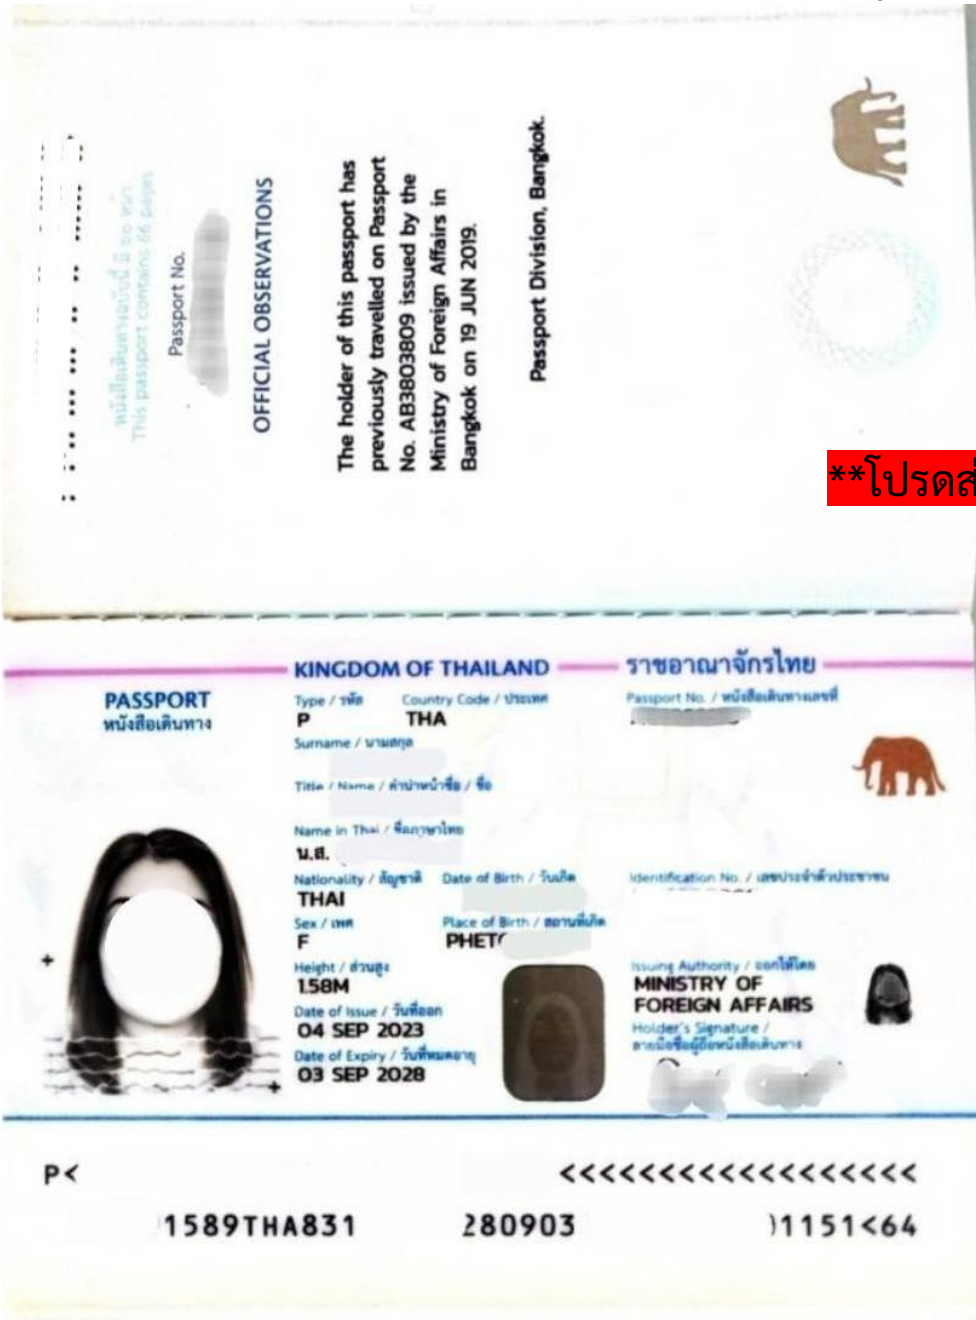 หนังสือเดินทางฉบับนี้ มี ๖๖ หน้า
This passport contains 66 pages
Passport No.
OFFICIAL OBSERVATIONS
The holder of this passport has
previously travelled on Passport
No. AB3803809 issued by the
Ministry of Foreign Affairs in
Bangkok on 19 JUN 2019.
Passport Division, Bangkok.
**โปรดส่
KINGDOM OF THAILAND
ราชอาณาจักรไทย
PASSPORT
หนังสือเดินทาง
Type / รหัส Country Code / ประเทศ Passport No. / หนังสือเดินทางเลขที่
P THA
Surname / นามสกุล
Title / Name / คำนำหน้าชื่อ / ชื่อ
Name in Thai / ชื่อภาษาไทย
น.ส.
Nationality / สัญชาติ Date of Birth / วันเกิด Identification No. / เลขประจำตัวประชาชน
THAI
Sex / เพศ Place of Birth / สถานที่เกิด
F PHET
Height / ส่วนสูง Issuing Authority / ออกให้โดย
1.58M MINISTRY OF
FOREIGN AFFAIRS
Date of Issue / วันที่ออก
04 SEP 2023
Holder's Signature /
ลายมือชื่อผู้ถือหนังสือเดินทาง
Date of Expiry / วันที่หมดอายุ
03 SEP 2028
P< <<<<<<<<<<<<<<<<<<
1589THA831 280903 1151<64